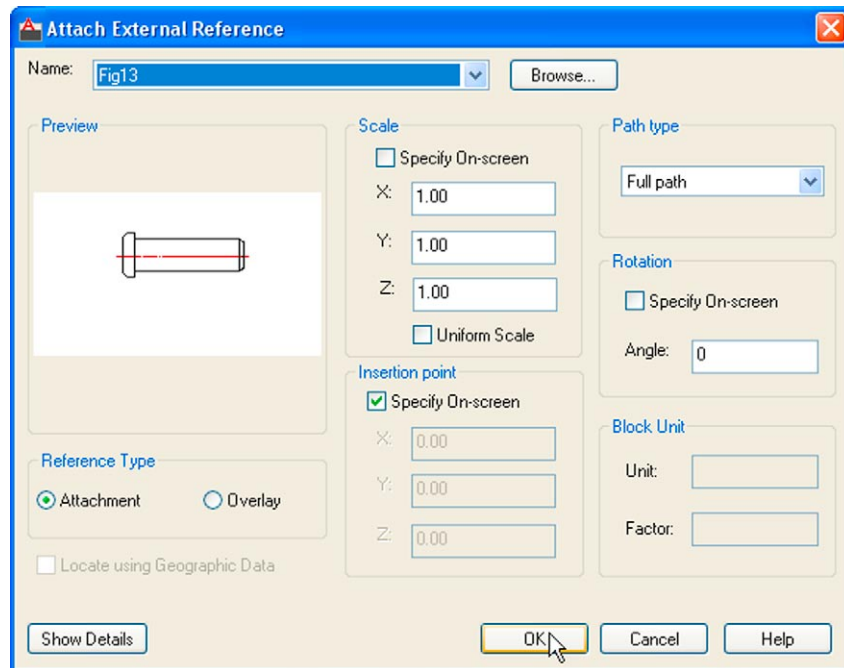 Attach External Reference
Name: Fig13 Browse...
Preview
Scale
Specify On-screen
X: 1.00
Y: 1.00
Z: 1.00
Uniform Scale
Path type
Full path
Rotation
Specify On-screen
Angle: 0
Insertion point
Specify On-screen
X: 0.00
Y: 0.00
Z: 0.00
Block Unit
Unit:
Factor:
Reference Type
Attachment Overlay
Locate using Geographic Data
Show Details OK Cancel Help